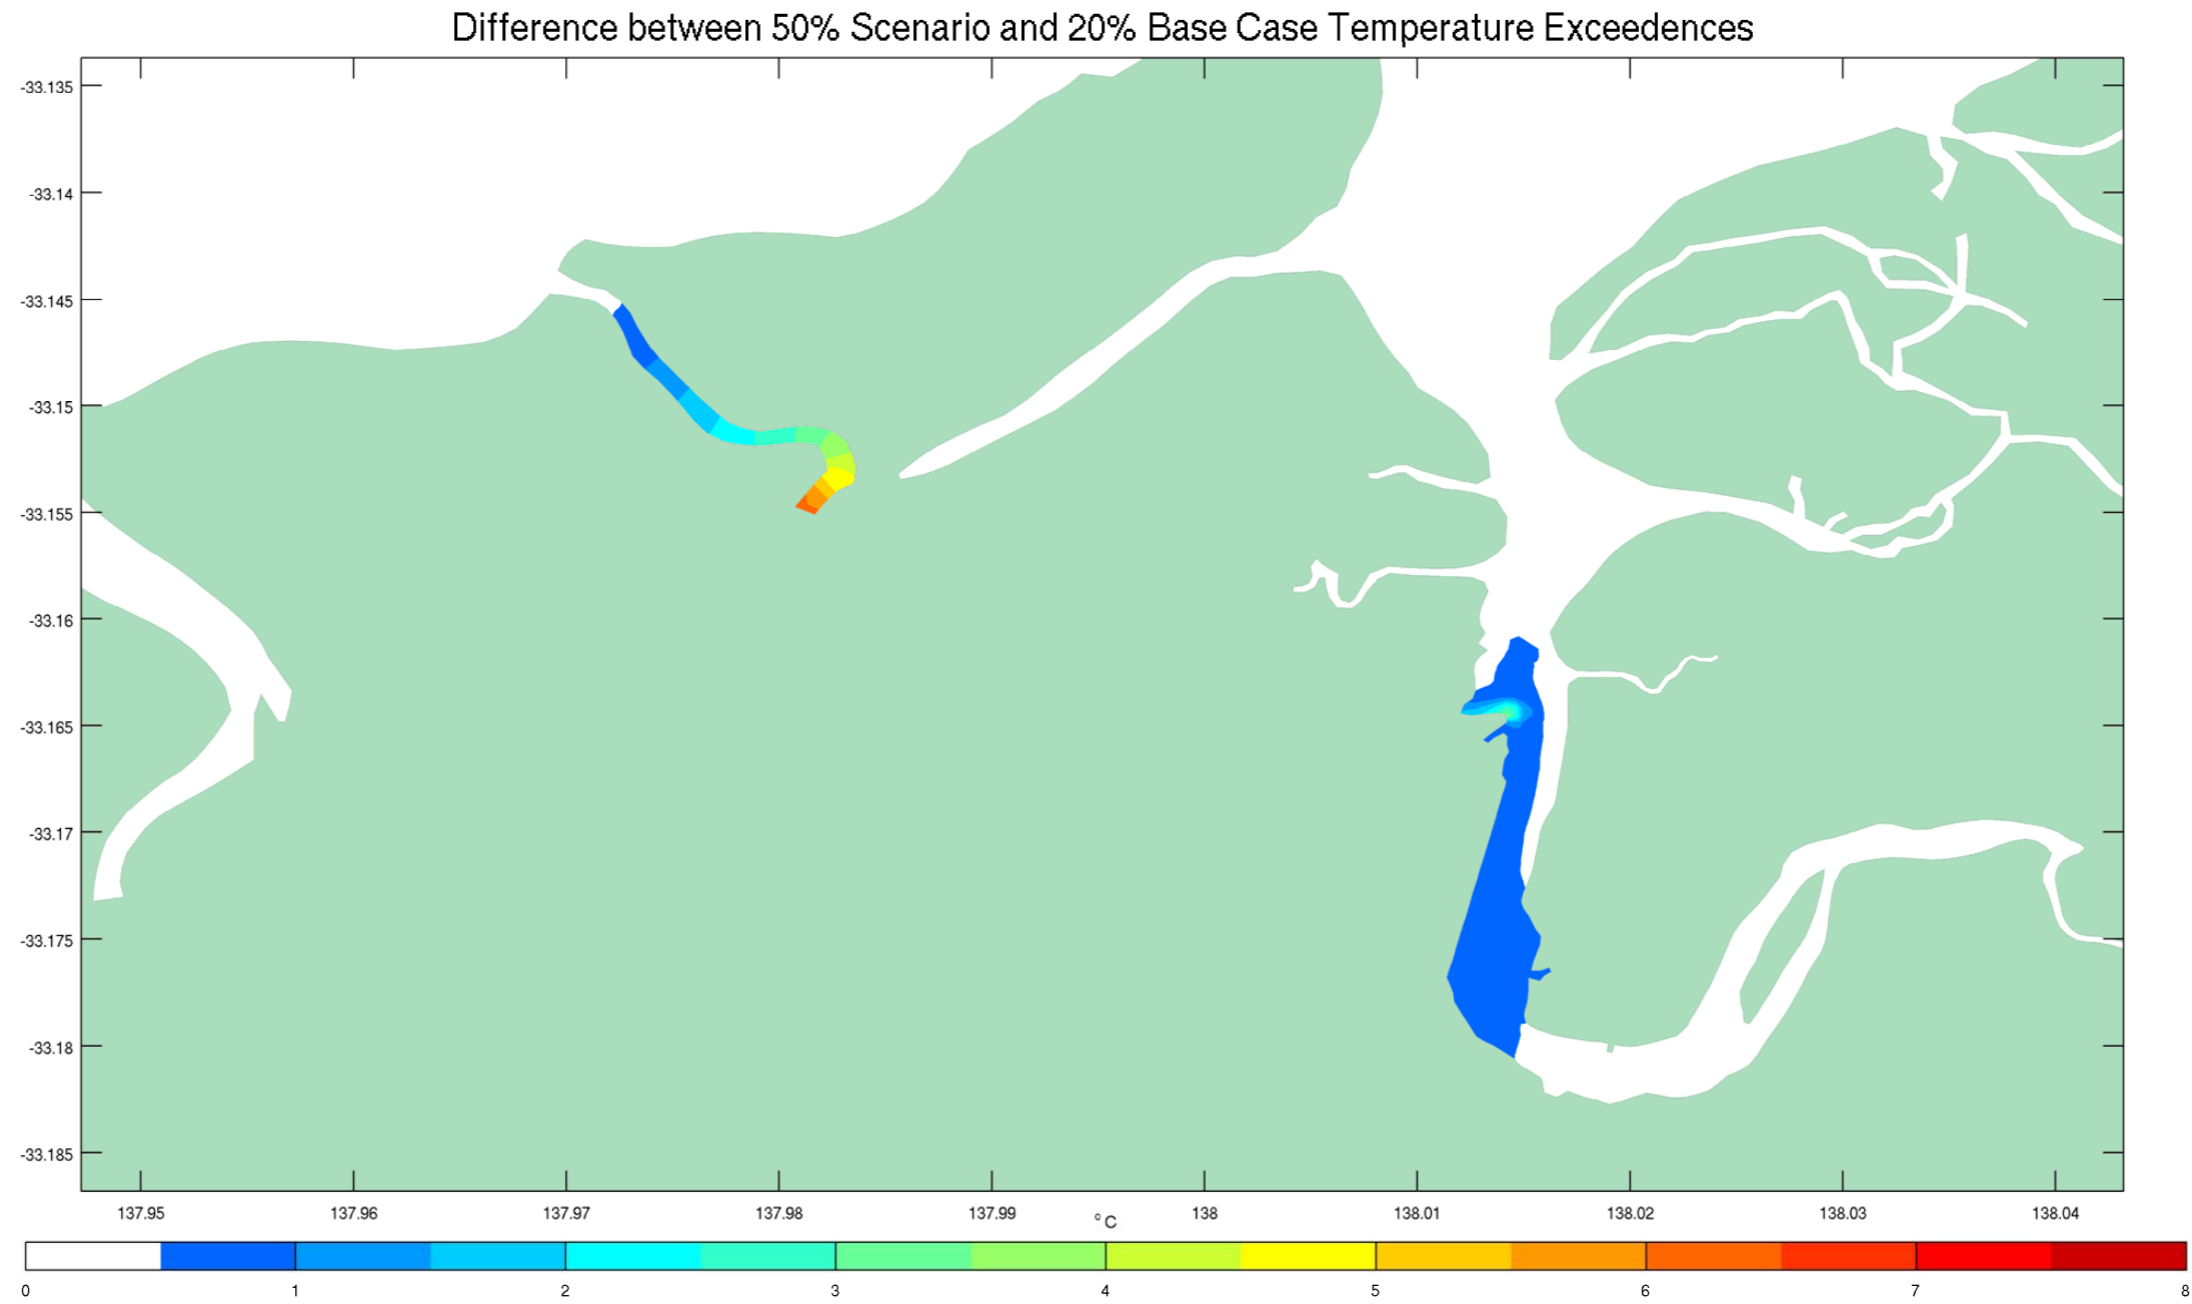 Difference between 50% Scenario and 20% Base Case Temperature Exceedences
-33.135
-33.14
-33.145
-33.15
-33.155
-33.16
-33.165
-33.17
-33.175
-33.18
-33.185
137.95 137.96 137.97 137.98 137.99 138 138.01 138.02 138.03 138.04
°C
0 1 2 3 4 5 6 7 8